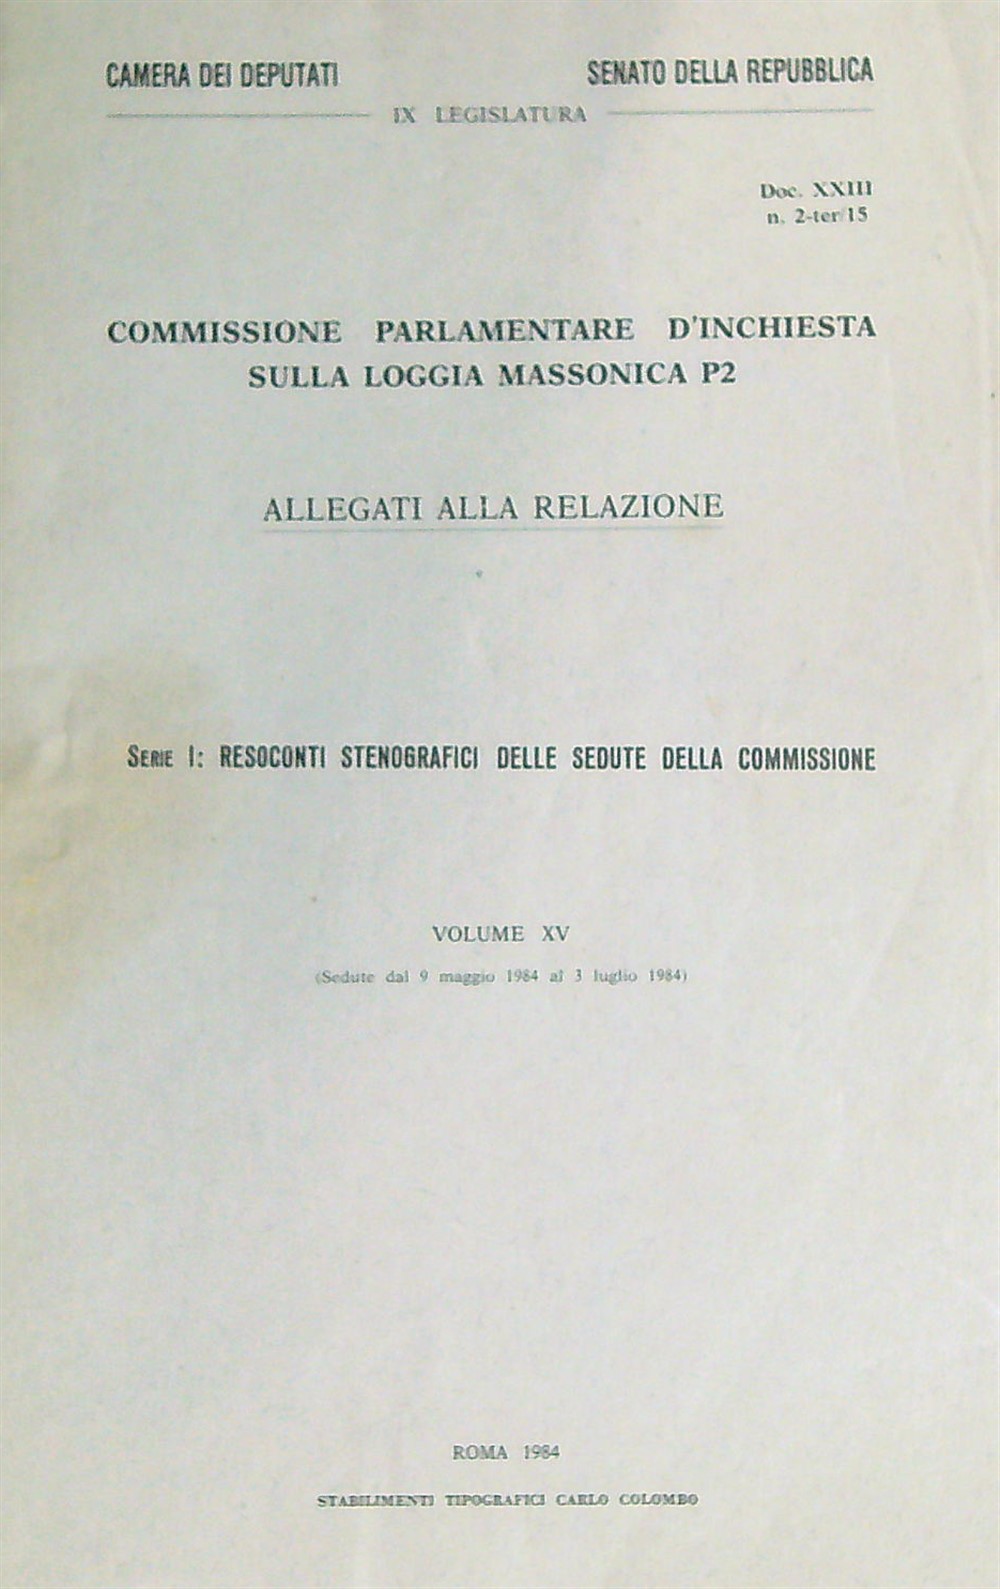 CAMERA DEI DEPUTATI SENATO DELLA REPUBBLICA
IX LEGISLATURA
Doc. XXIII
n. 2-ter/15
COMMISSIONE PARLAMENTARE D'INCHIESTA
SULLA LOGGIA MASSONICA P2
ALLEGATI ALLA RELAZIONE
SERIE I: RESOCONTI STENOGRAFICI DELLE SEDUTE DELLA COMMISSIONE
VOLUME XV
(Sedute dal 9 maggio 1984 al 3 luglio 1984)
ROMA 1984
STABILIMENTI TIPOGRAFICI CARLO COLOMBO